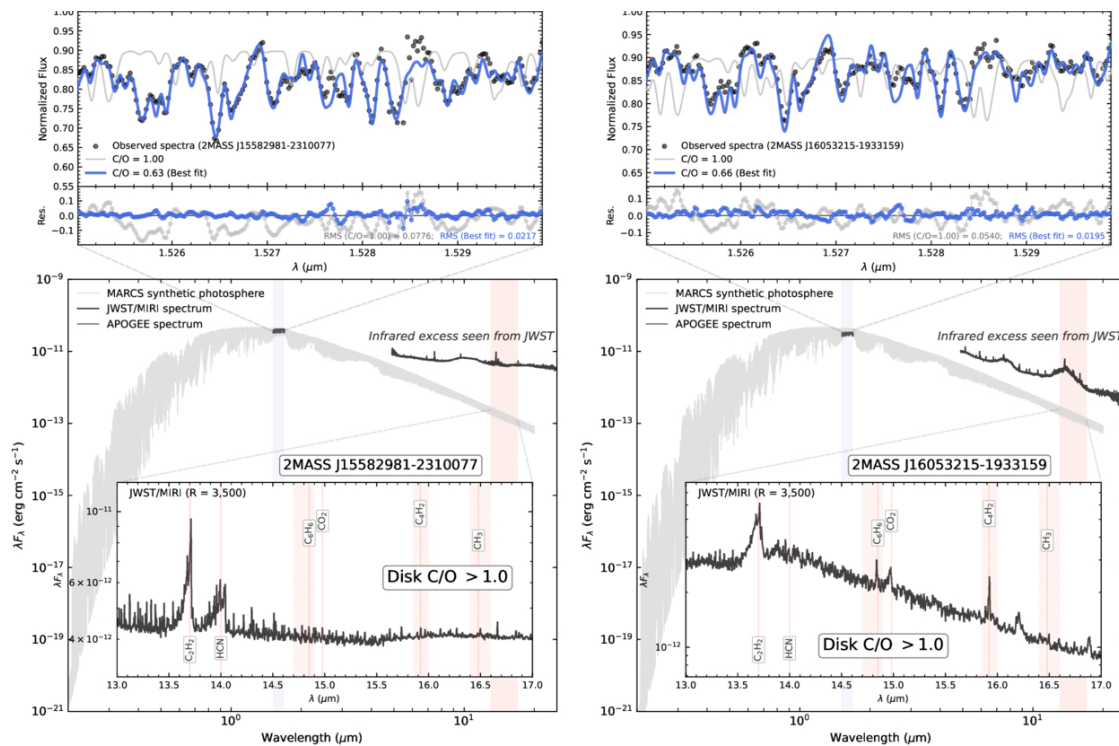 Normalized Flux
1.00
0.95
0.90
0.85
0.80
0.75
0.70
0.65
0.60
0.55
Observed spectra (2MASS J15582981-2310077)
C/O = 1.00
C/O = 0.63 (Best fit)
Res.
0.1
0.0
−0.1
RMS (C/O=1.00) = 0.0776; RMS (Best fit) = 0.0217
1.526 1.527 1.528 1.529
λ (μm)
Normalized Flux
1.00
0.95
0.90
0.85
0.80
0.75
0.70
0.65
Observed spectra (2MASS J16053215-1933159)
C/O = 1.00
C/O = 0.66 (Best fit)
Res.
0.1
0.0
−0.1
RMS (C/O=1.00) = 0.0540; RMS (Best fit) = 0.0195
1.526 1.527 1.528 1.529
λ (μm)
λFλ (erg cm−2 s−1)
10−9
10−11
10−13
10−15
10−17
10−19
10−21
MARCS synthetic photosphere
JWST/MIRI spectrum
APOGEE spectrum
Infrared excess seen from JWST
2MASS J15582981-2310077
JWST/MIRI (R = 3,500)
λFλ
10−11
6 × 10−12
4 × 10−12
C2H2
HCN
C6H6
CO2
C4H2
CH3
Disk C/O > 1.0
13.0 13.5 14.0 14.5 15.0 15.5 16.0 16.5 17.0
λ (μm)
100 101
Wavelength (μm)
λFλ (erg cm−2 s−1)
10−9
10−11
10−13
10−15
10−17
10−19
10−21
MARCS synthetic photosphere
JWST/MIRI spectrum
APOGEE spectrum
Infrared excess seen from JWST
2MASS J16053215-1933159
JWST/MIRI (R = 3,500)
λFλ
10−12
C2H2
HCN
C6H6
CO2
C4H2
CH3
Disk C/O > 1.0
13.0 13.5 14.0 14.5 15.0 15.5 16.0 16.5 17.0
λ (μm)
100 101
Wavelength (μm)